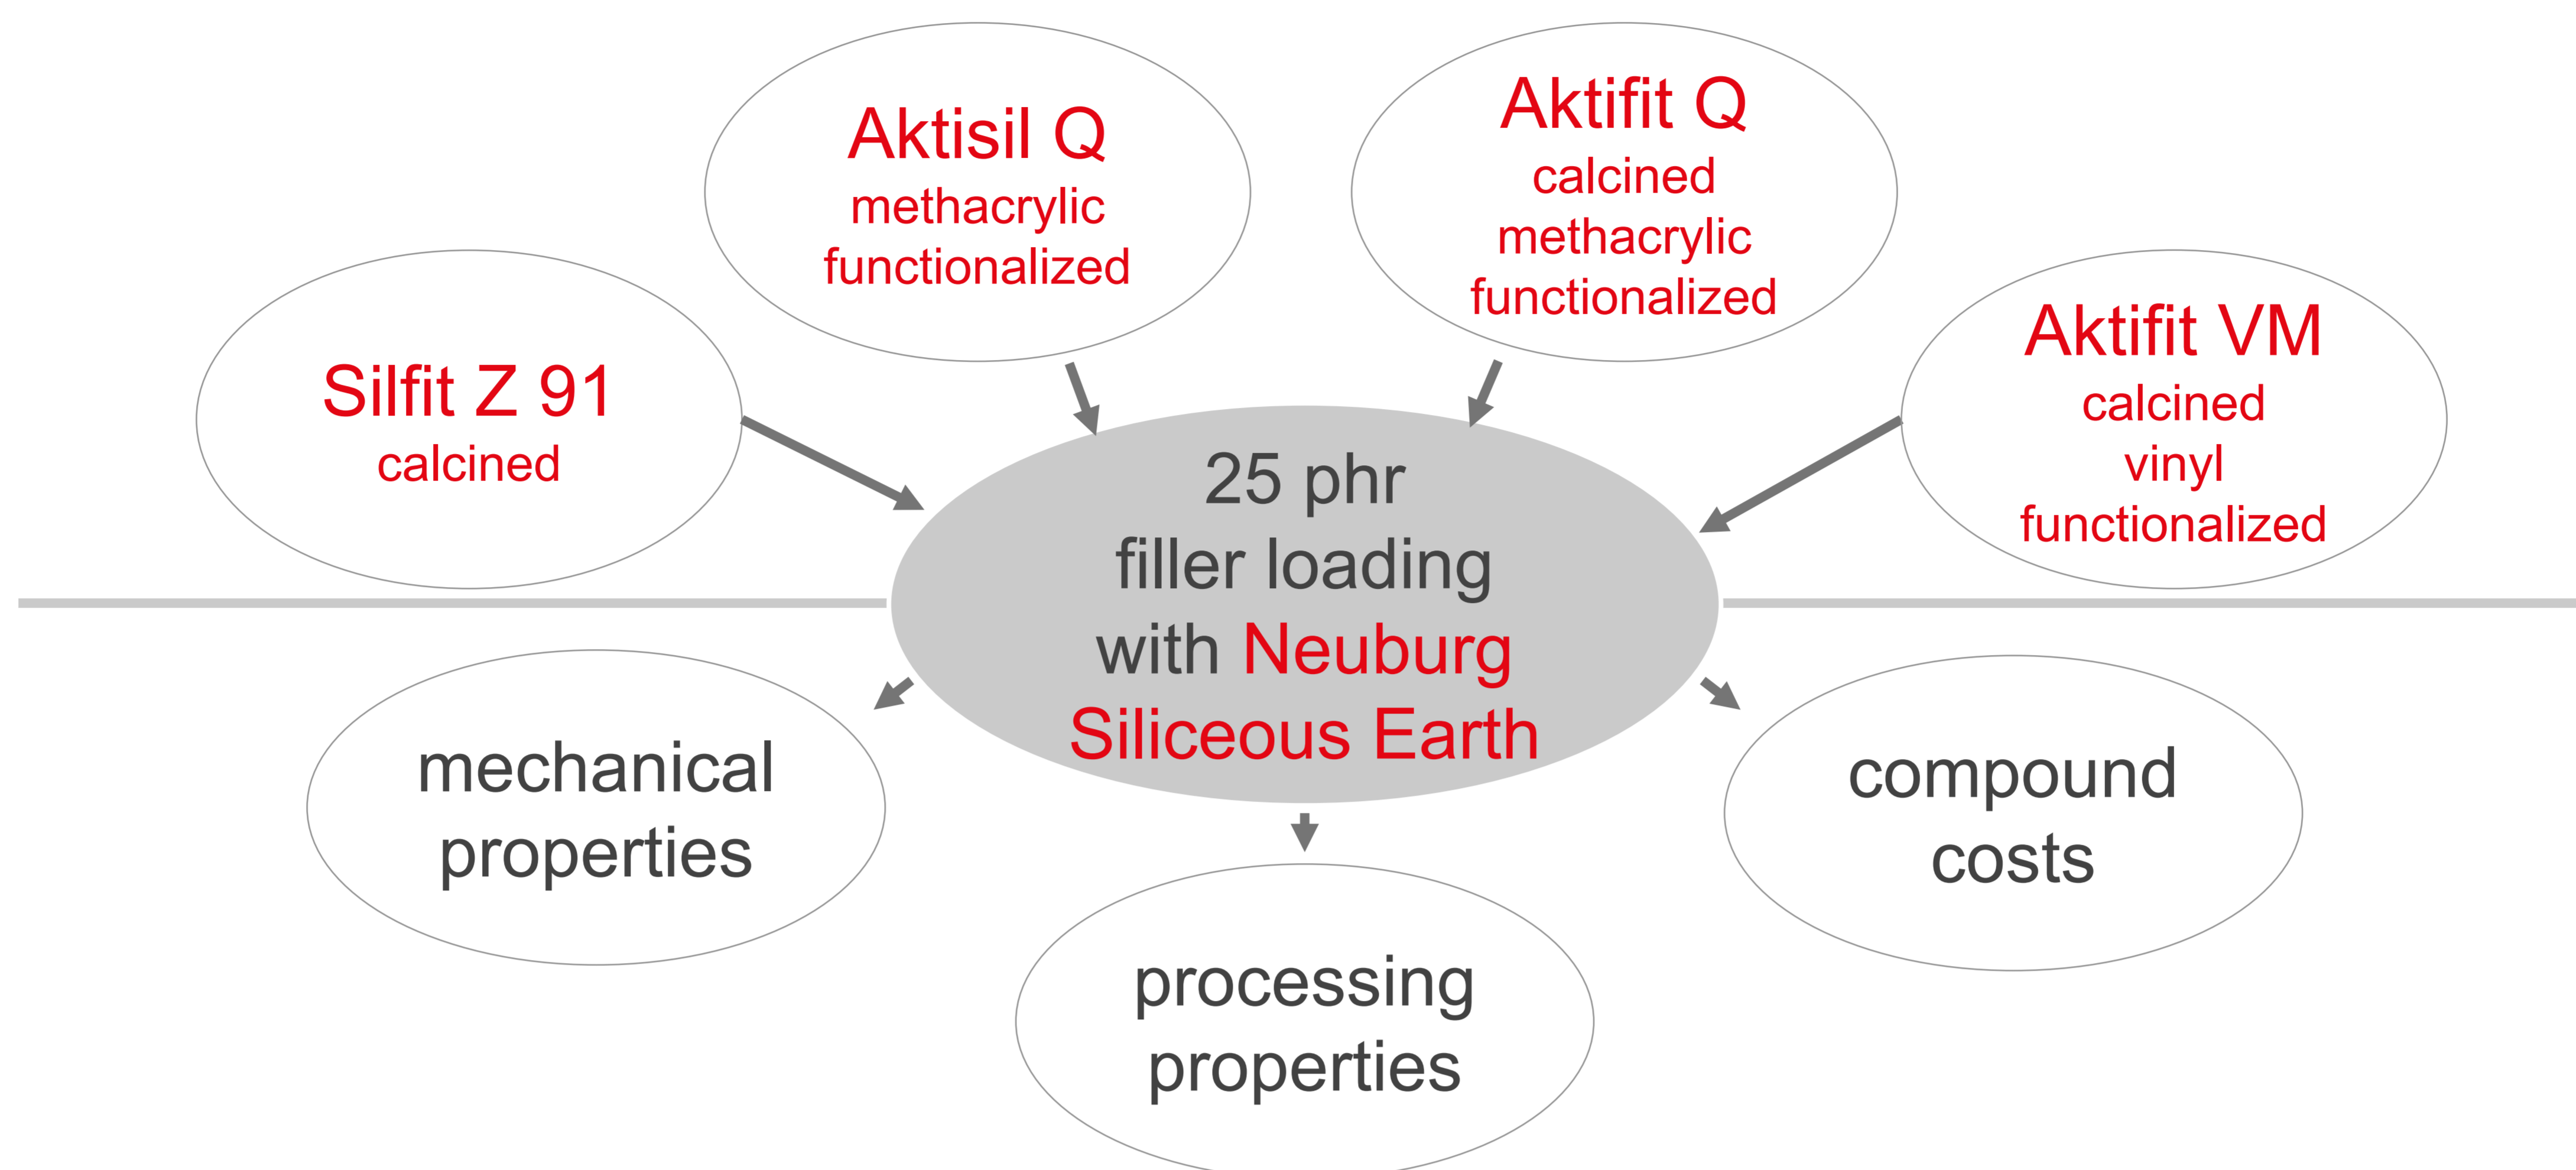 Silfit Z 91
calcined
Aktisil Q
methacrylic
functionalized
Aktifit Q
calcined
methacrylic
functionalized
Aktifit VM
calcined
vinyl
functionalized
25 phr
filler loading
with Neuburg
Siliceous Earth
mechanical
properties
processing
properties
compound
costs